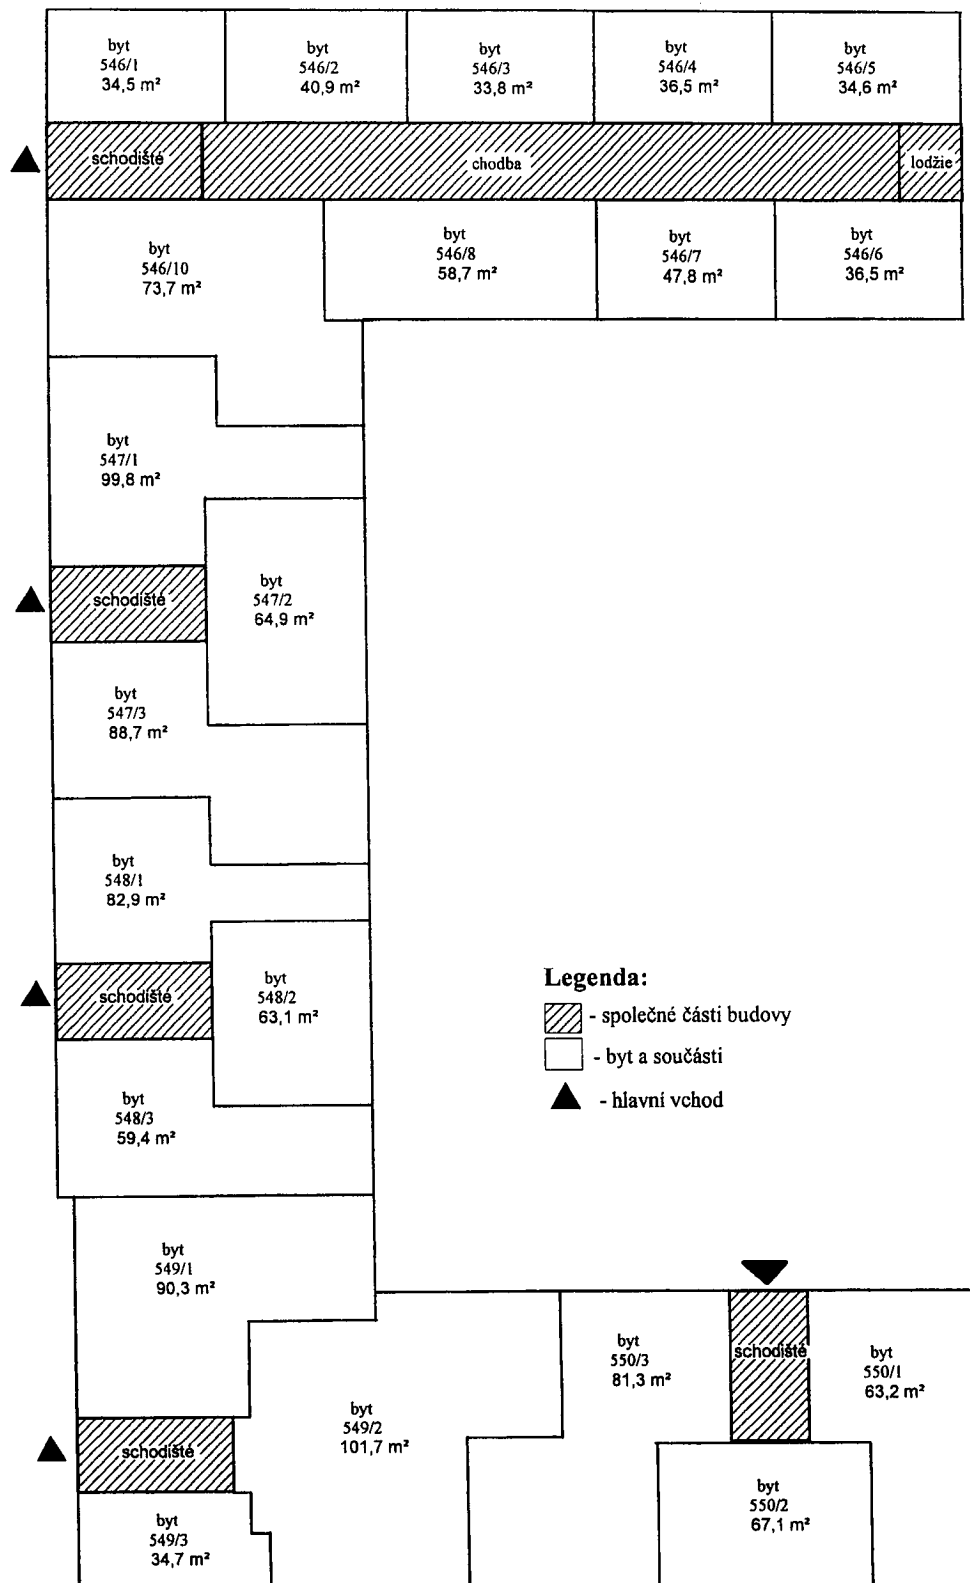 byt
546/1
34,5 m²
byt
546/2
40,9 m²
byt
546/3
33,8 m²
byt
546/4
36,5 m²
byt
546/5
34,6 m²
schodiště
chodba
lodžie
byt
546/10
73,7 m²
byt
546/8
58,7 m²
byt
546/7
47,8 m²
byt
546/6
36,5 m²
byt
547/1
99,8 m²
schodiště
byt
547/2
64,9 m²
byt
547/3
88,7 m²
byt
548/1
82,9 m²
schodiště
byt
548/2
63,1 m²
byt
548/3
59,4 m²
Legenda:
- společné části budovy
- byt a součásti
- hlavní vchod
byt
549/1
90,3 m²
byt
549/2
101,7 m²
schodiště
byt
549/3
34,7 m²
byt
550/3
81,3 m²
schodiště
byt
550/1
63,2 m²
byt
550/2
67,1 m²